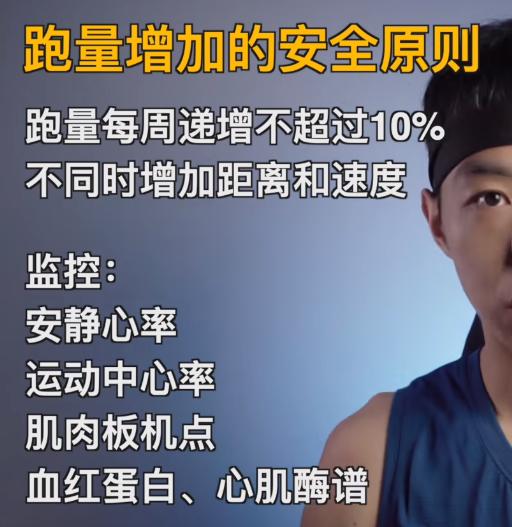 跑量增加的安全原则
跑量每周递增不超过10%
不同时增加距离和速度
监控：
安静心率
运动中心率
肌肉板机点
血红蛋白、心肌酶谱